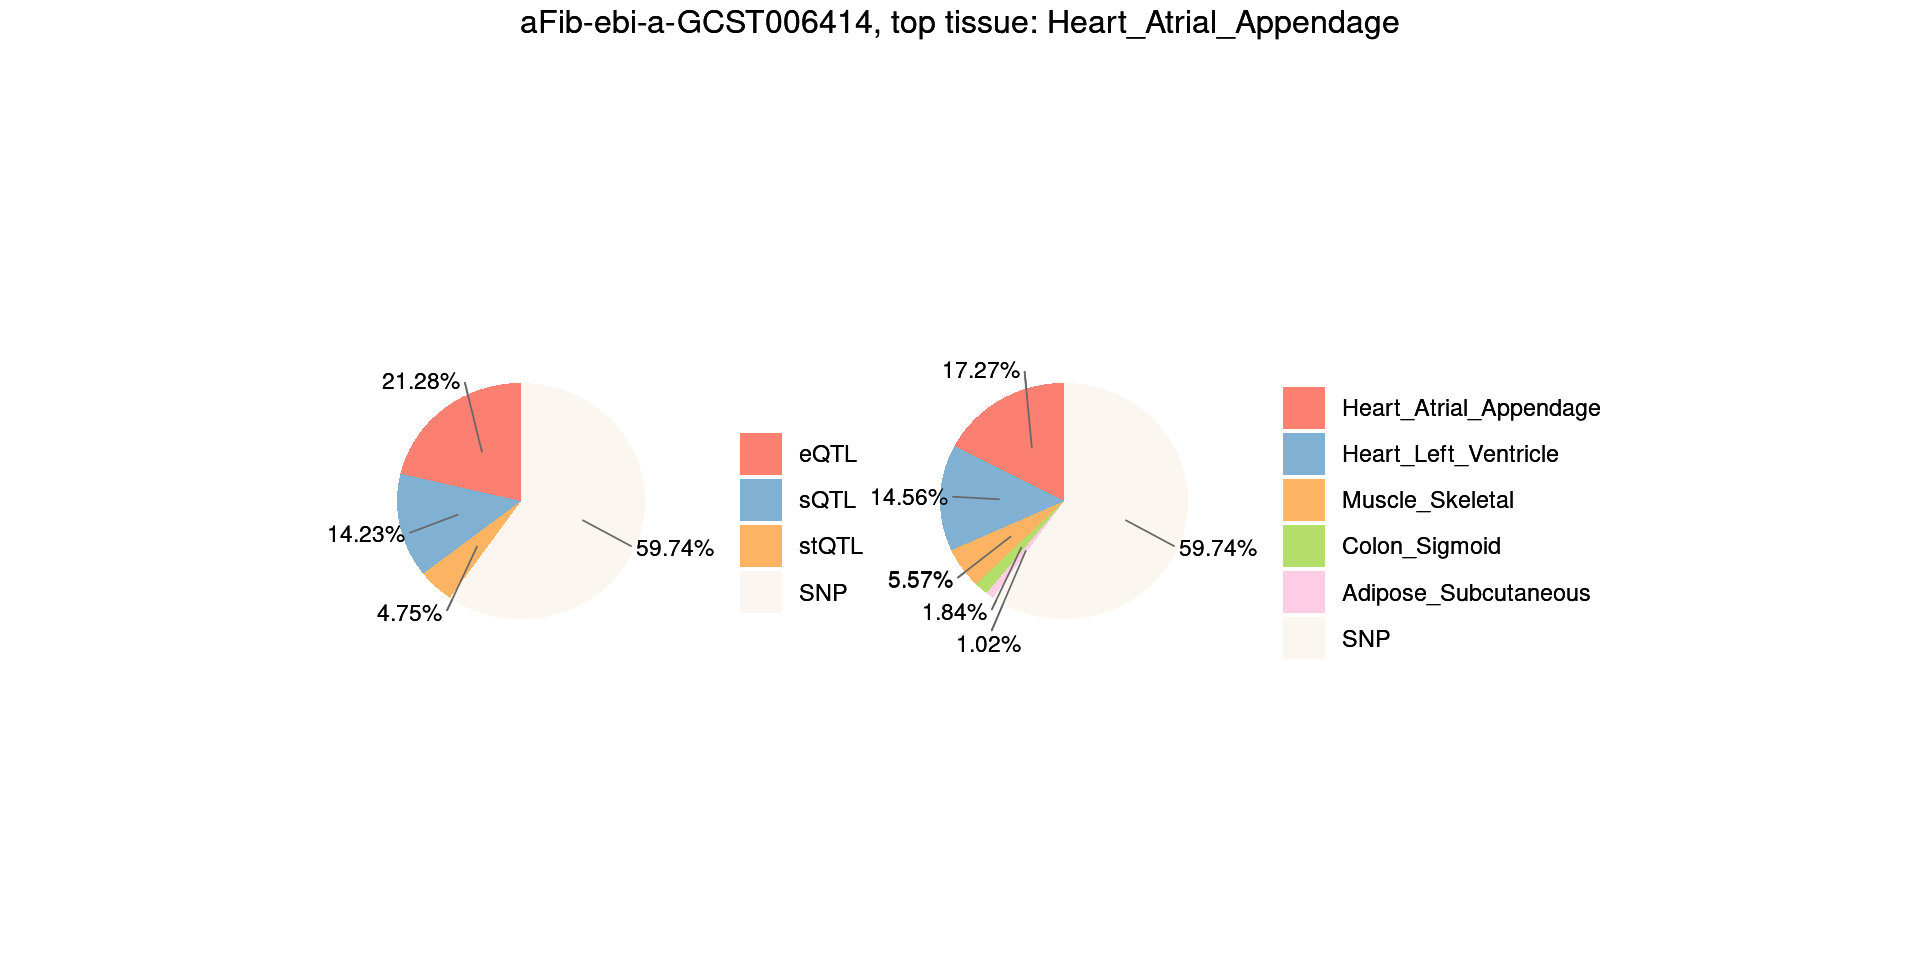 aFib-ebi-a-GCST006414, top tissue: Heart_Atrial_Appendage
21.28%
14.23%
4.75%
59.74%
eQTL
sQTL
stQTL
SNP
17.27%
14.56%
5.57%
1.84%
1.02%
59.74%
Heart_Atrial_Appendage
Heart_Left_Ventricle
Muscle_Skeletal
Colon_Sigmoid
Adipose_Subcutaneous
SNP